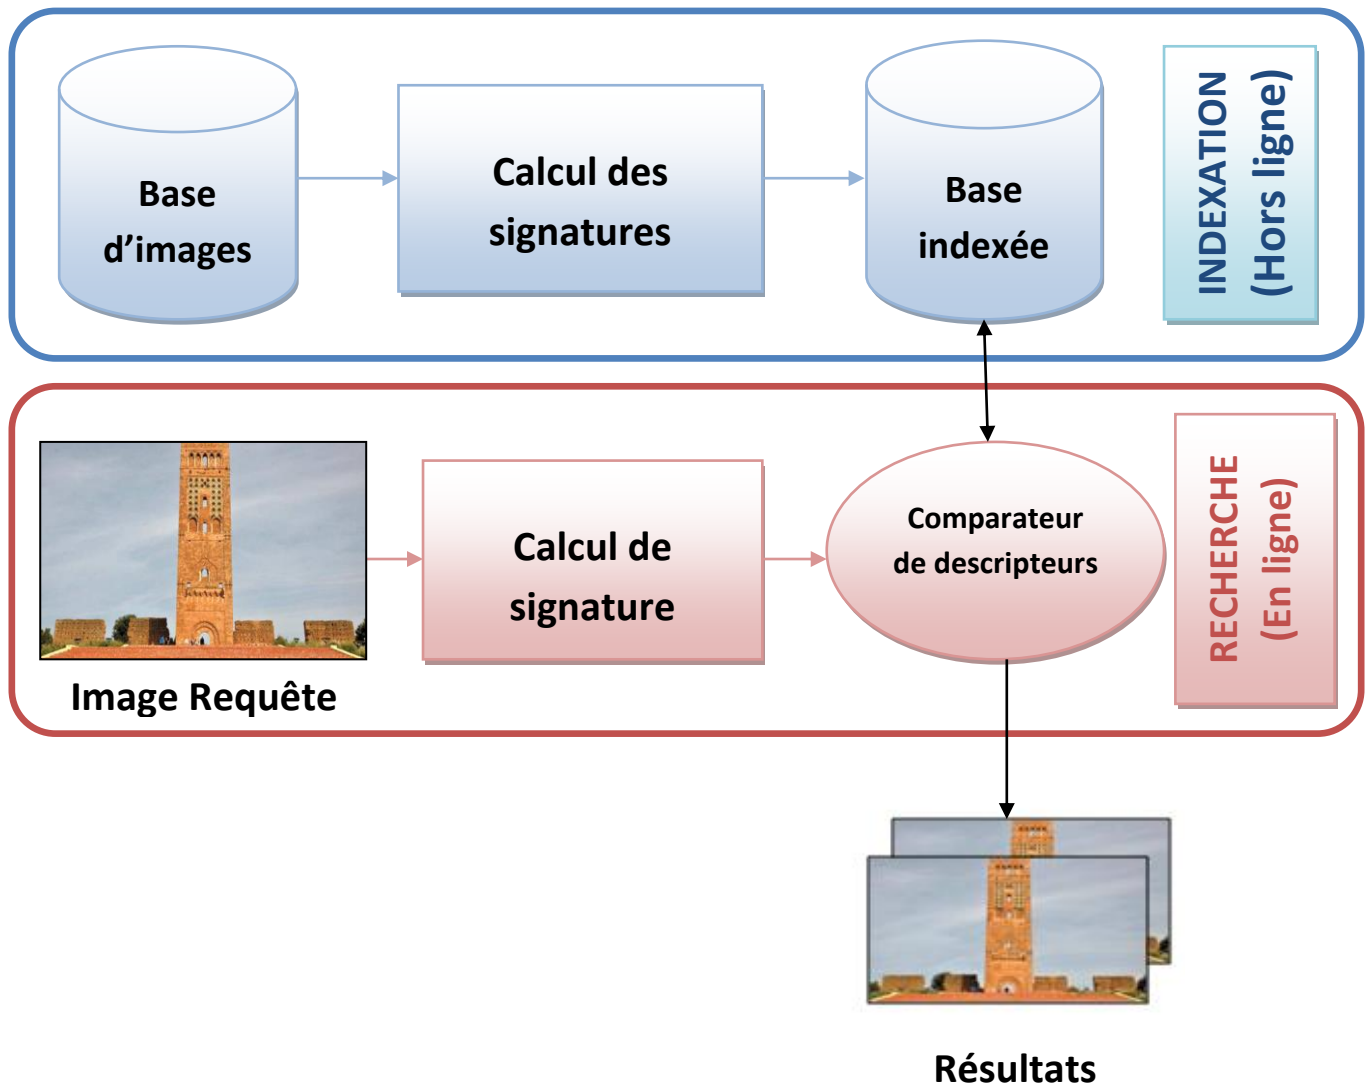 Base
d’images
Calcul des
signatures
Base
indexée
INDEXATION
(Hors ligne)
Image Requête
Calcul de
signature
Comparateur
de descripteurs
RECHERCHE
(En ligne)
Résultats